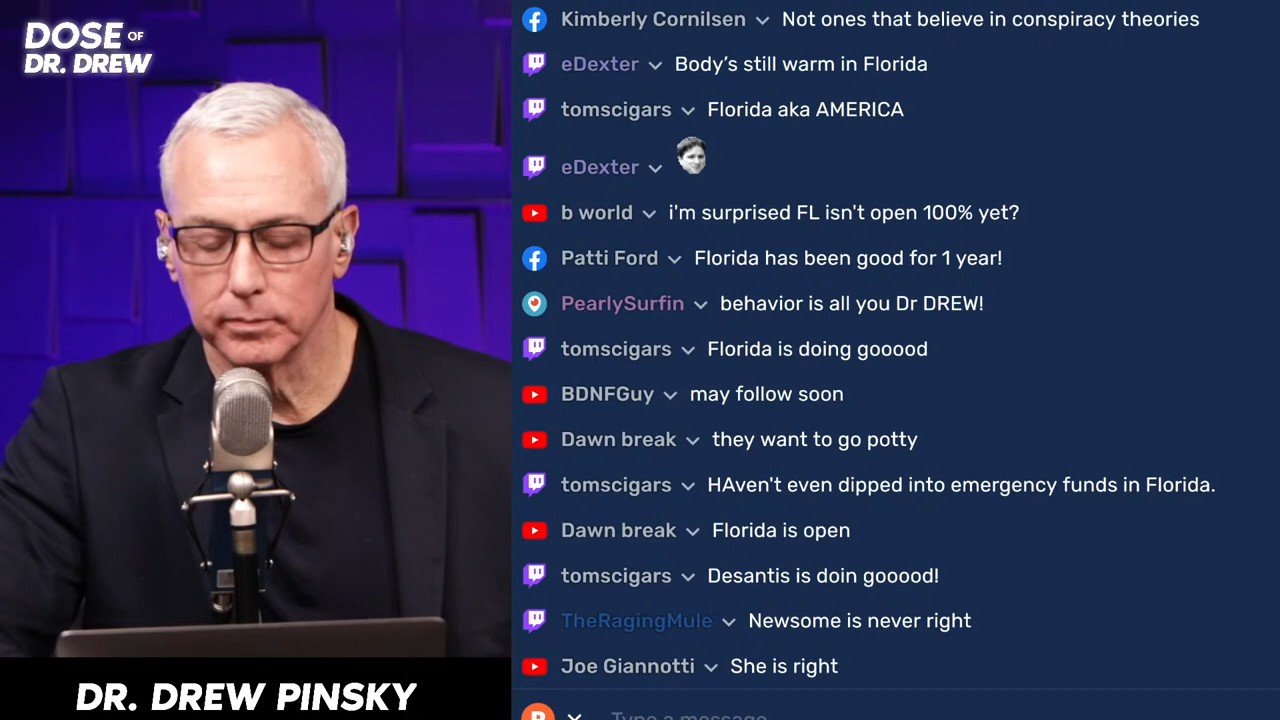 DOSE OF
DR. DREW
DR. DREW PINSKY
Kimberly Cornilsen Not ones that believe in conspiracy theories
eDexter Body's still warm in Florida
tomscigars Florida aka AMERICA
eDexter
b world i'm surprised FL isn't open 100% yet?
Patti Ford Florida has been good for 1 year!
PearlySurfin behavior is all you Dr DREW!
tomscigars Florida is doing gooood
BDNFGuy may follow soon
Dawn break they want to go potty
tomscigars HAven't even dipped into emergency funds in Florida.
Dawn break Florida is open
tomscigars Desantis is doin gooood!
TheRagingMule Newsome is never right
Joe Giannotti She is right
Type a message